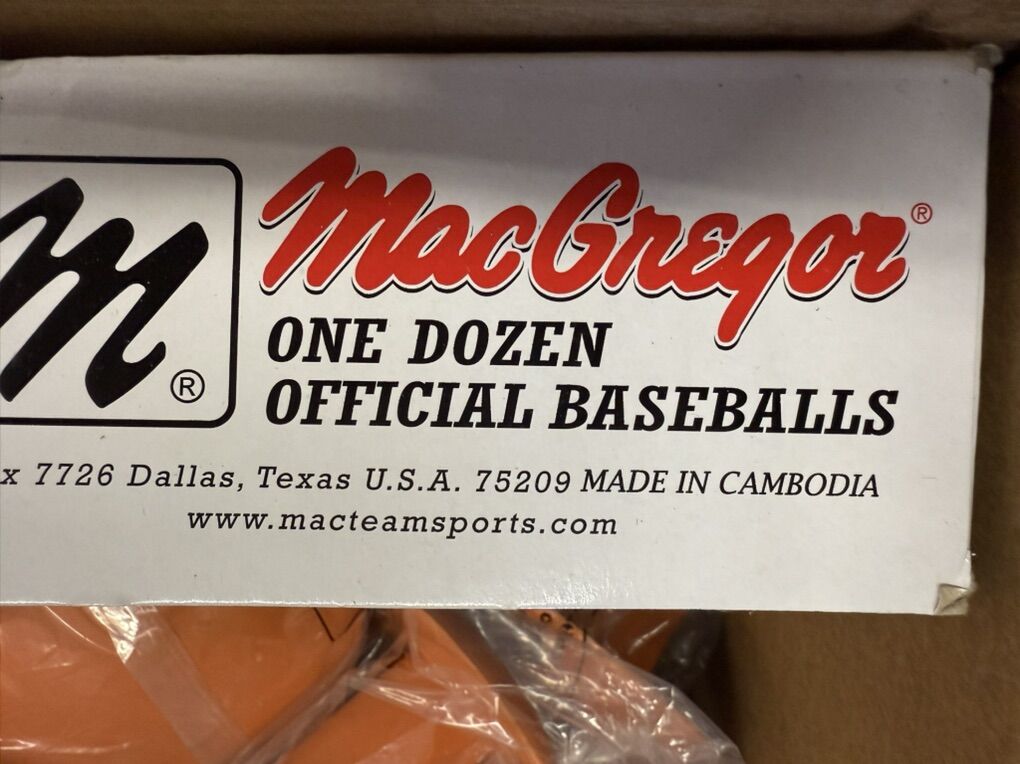 M®
MacGregor®
ONE DOZEN
OFFICIAL BASEBALLS
x 7726 Dallas, Texas U.S.A. 75209 MADE IN CAMBODIA
www.macteamsports.com